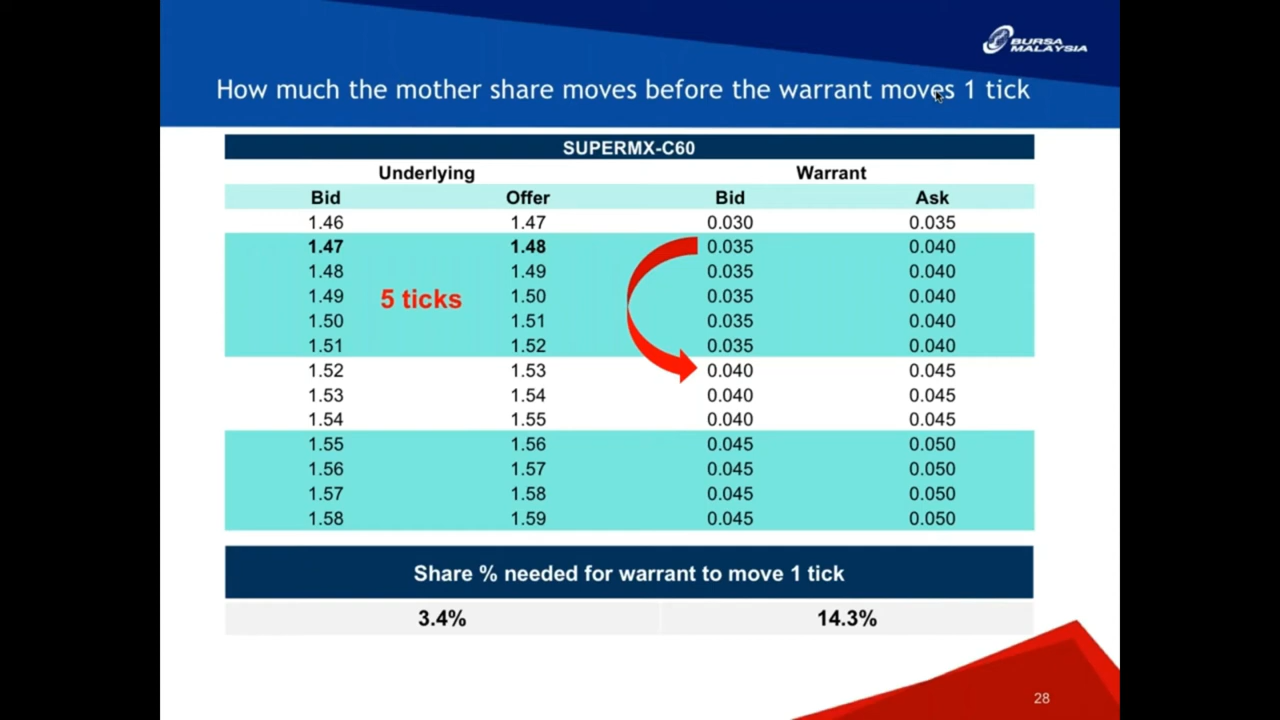 BURSA
MALAYSIA
How much the mother share moves before the warrant moves 1 tick
SUPERMX-C60
Underlying Warrant
Bid Offer Bid Ask
1.46 1.47 0.030 0.035
1.47 1.48 0.035 0.040
1.48 1.49 0.035 0.040
1.49 1.50 0.035 0.040
5 ticks
1.50 1.51 0.035 0.040
1.51 1.52 0.035 0.040
1.52 1.53 0.040 0.045
1.53 1.54 0.040 0.045
1.54 1.55 0.040 0.045
1.55 1.56 0.045 0.050
1.56 1.57 0.045 0.050
1.57 1.58 0.045 0.050
1.58 1.59 0.045 0.050
Share % needed for warrant to move 1 tick
3.4% 14.3%
28